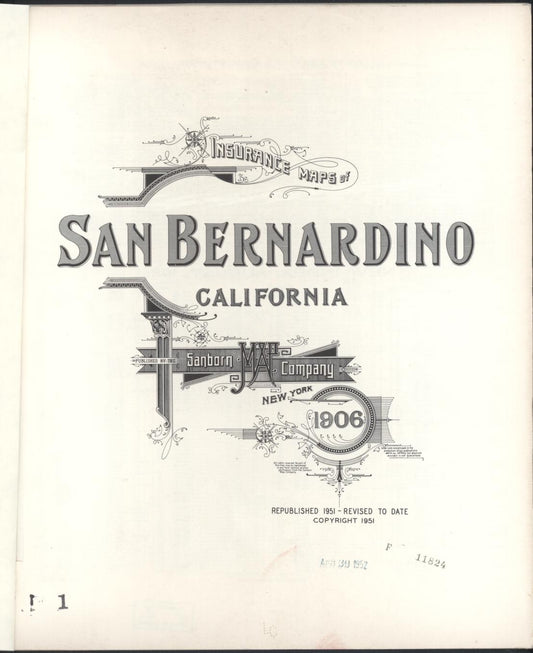 INSURANCE MAPS OF
SAN BERNARDINO
CALIFORNIA
PUBLISHED BY THE
Sanborn MAP Company
NEW YORK
1906
REPUBLISHED 1951 - REVISED TO DATE
COPYRIGHT 1951
APR 30 1952
F 11824
1